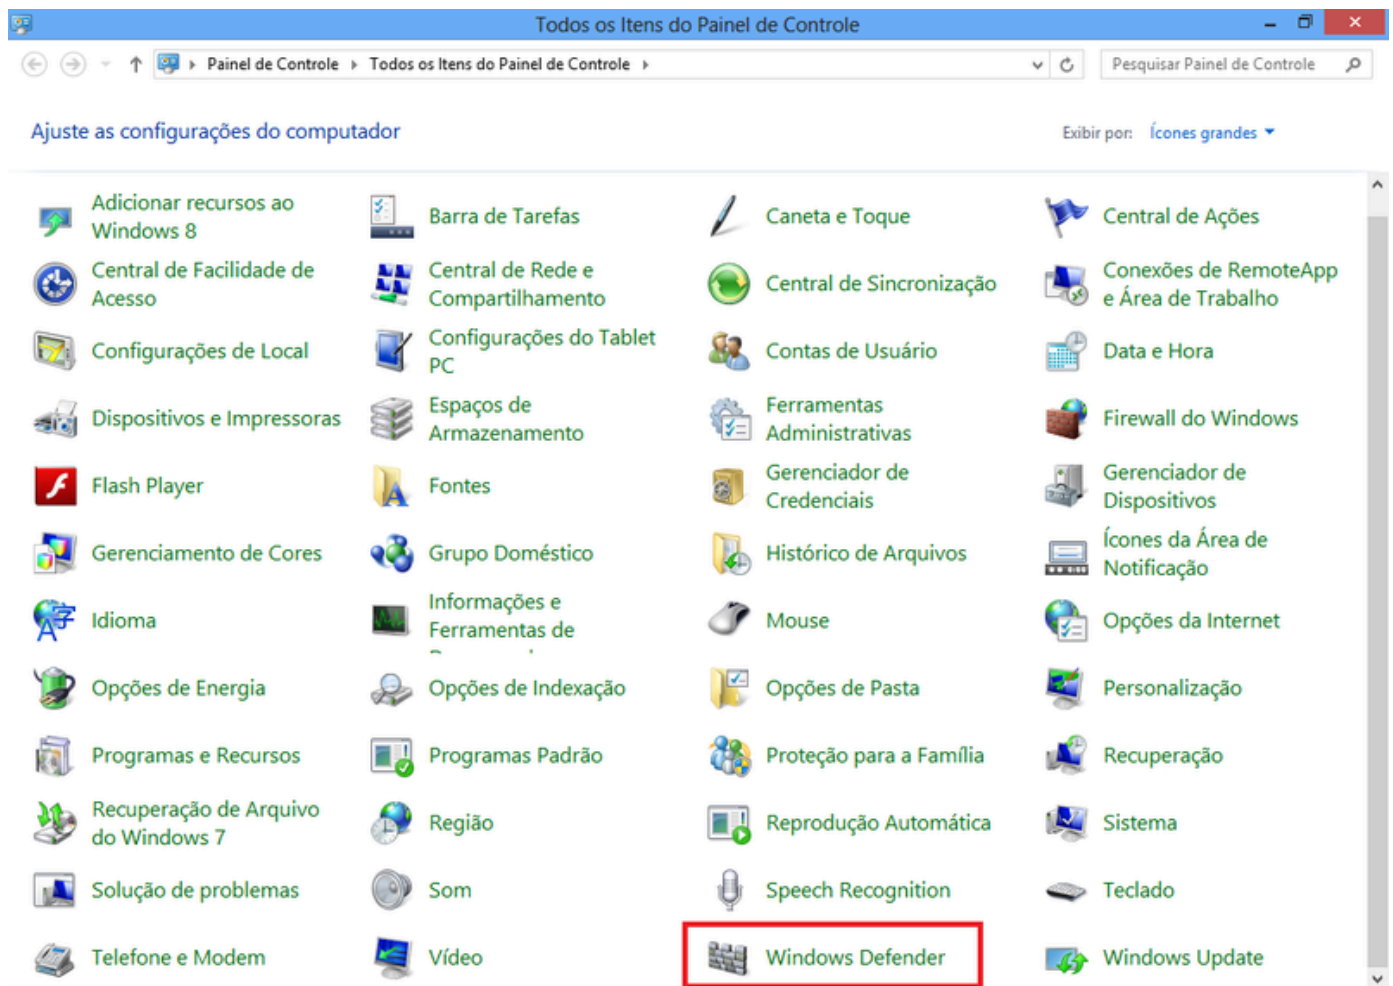 Todos os Itens do Painel de Controle
Painel de Controle
Todos os Itens do Painel de Controle
Pesquisar Painel de Controle
Ajuste as configurações do computador
Exibir por: Ícones grandes
Adicionar recursos ao
Windows 8
Barra de Tarefas
Caneta e Toque
Central de Ações
Central de Facilidade de
Acesso
Central de Rede e
Compartilhamento
Central de Sincronização
Conexões de RemoteApp
e Área de Trabalho
Configurações de Local
Configurações do Tablet
PC
Contas de Usuário
Data e Hora
Dispositivos e Impressoras
Espaços de
Armazenamento
Ferramentas
Administrativas
Firewall do Windows
Flash Player
Fontes
Gerenciador de
Credenciais
Gerenciador de
Dispositivos
Gerenciamento de Cores
Grupo Doméstico
Histórico de Arquivos
Ícones da Área de
Notificação
Idioma
Informações e
Ferramentas de
Mouse
Opções da Internet
Opções de Energia
Opções de Indexação
Opções de Pasta
Personalização
Programas e Recursos
Programas Padrão
Proteção para a Família
Recuperação
Recuperação de Arquivo
do Windows 7
Região
Reprodução Automática
Sistema
Solução de problemas
Som
Speech Recognition
Teclado
Telefone e Modem
Vídeo
Windows Defender
Windows Update